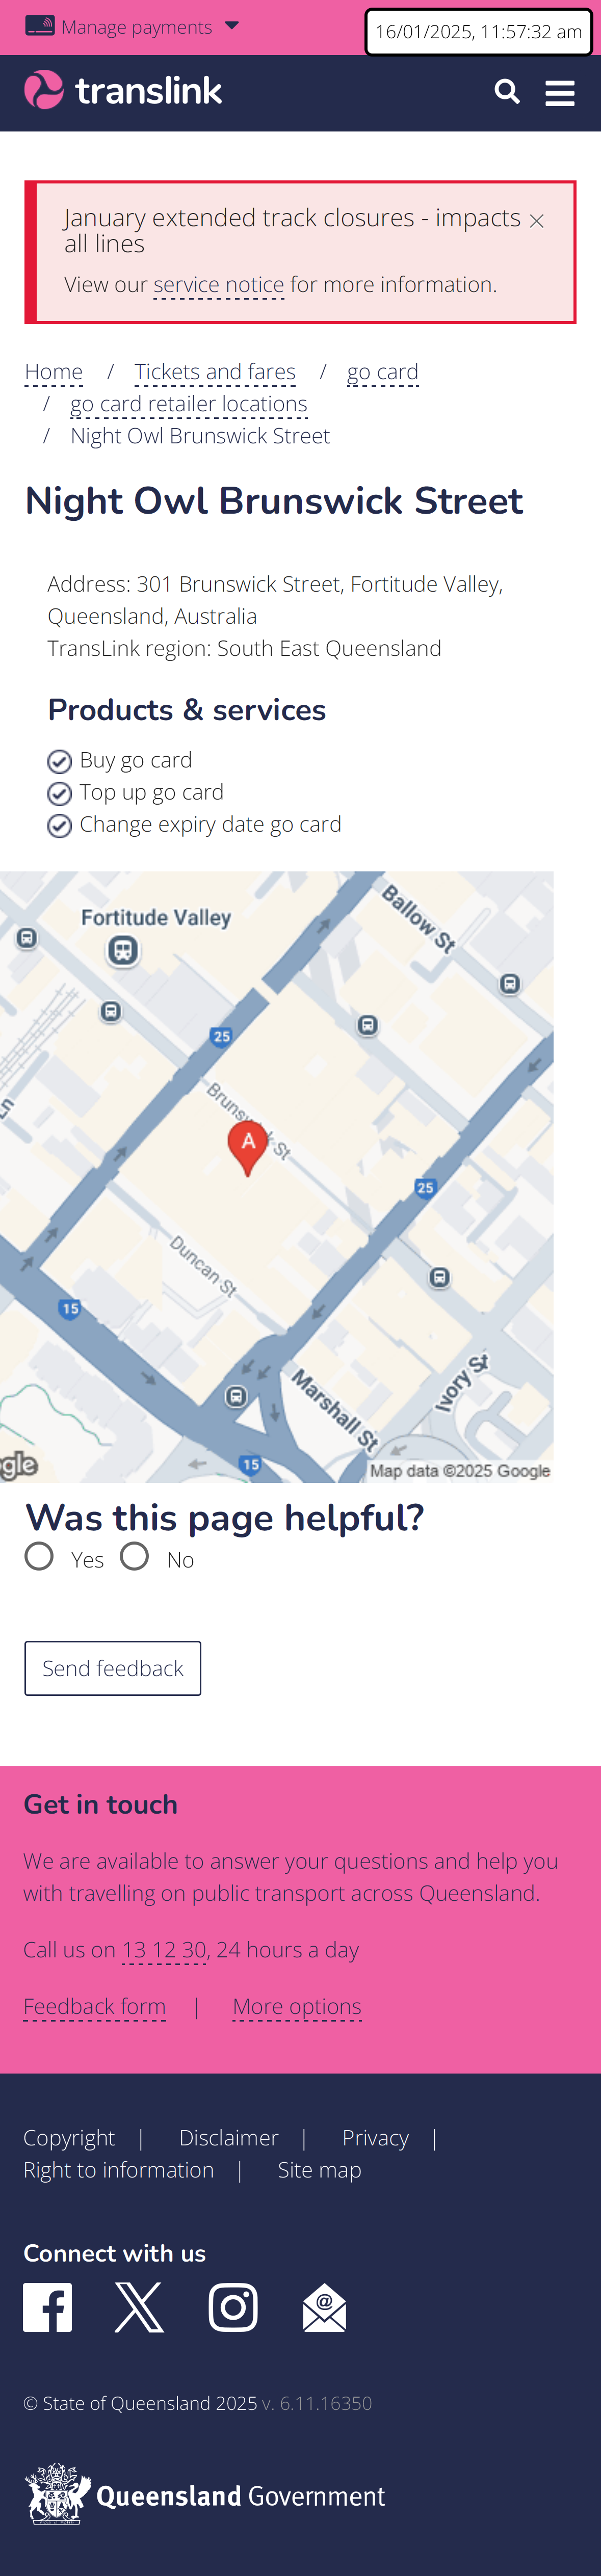 Manage payments
16/01/2025, 11:57:32 am
translink
January extended track closures - impacts
all lines
View our service notice for more information.
Home / Tickets and fares / go card
/ go card retailer locations
/ Night Owl Brunswick Street
Night Owl Brunswick Street
Address: 301 Brunswick Street, Fortitude Valley,
Queensland, Australia
TransLink region: South East Queensland
Products & services
Buy go card
Top up go card
Change expiry date go card
Ballow St
Fortitude Valley
25
Brunswick St
Ln
A
25
Duncan St
15
Ivory St
Marshall St
15
gle
Map data ©2025 Google
Was this page helpful?
Yes No
Send feedback
Get in touch
We are available to answer your questions and help you
with travelling on public transport across Queensland.
Call us on 13 12 30, 24 hours a day
Feedback form | More options
Copyright | Disclaimer | Privacy |
Right to information | Site map
Connect with us
@
© State of Queensland 2025 v. 6.11.16350
Queensland Government